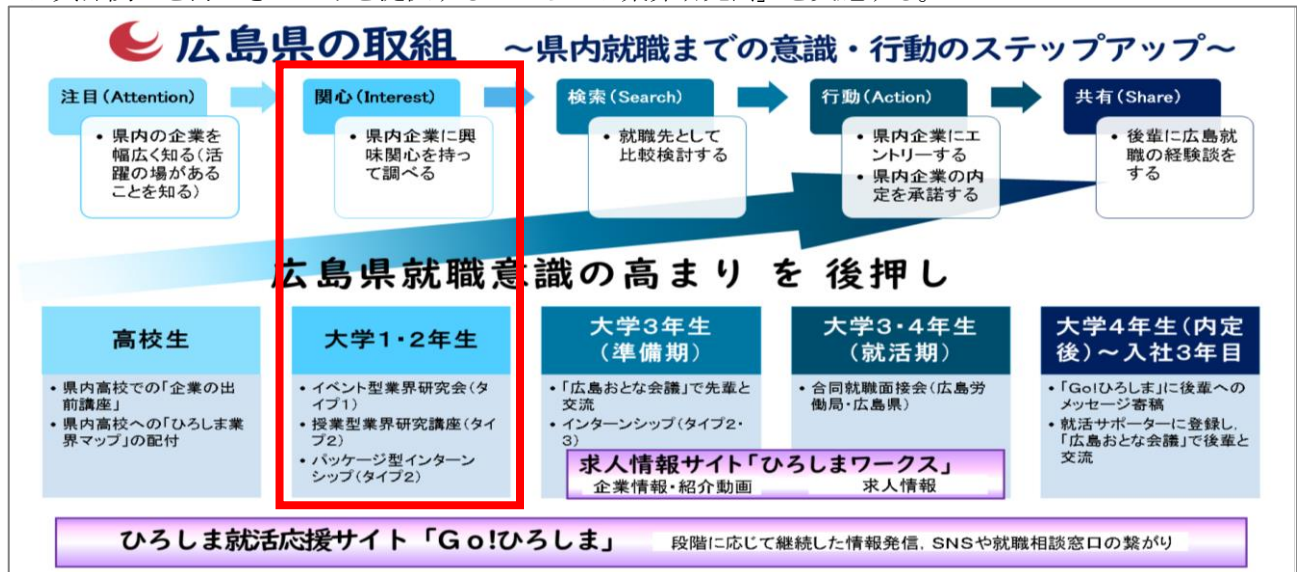 広島県の取組 ～県内就職までの意識・行動のステップアップ～
注目(Attention)
・県内の企業を
幅広く知る(活
躍の場がある
ことを知る)
関心(Interest)
・県内企業に興
味関心を持っ
て調べる
検索(Search)
・就職先として
比較検討する
行動(Action)
・県内企業にエ
ントリーする
・県内企業の内
定を承諾する
共有(Share)
・後輩に広島就
職の経験談を
する
広島県就職意識の高まり を 後押し
高校生
・県内高校での「企業の出
前講座」
・県内高校への「ひろしま業
界マップ」の配付
大学1・2年生
・イベント型業界研究会(タ
イプ1)
・授業型業界研究講座(タイ
プ2)
・パッケージ型インターン
シップ(タイプ2)
大学3年生
(準備期)
・「広島おとな会議」で先輩と
交流
・インターンシップ(タイプ2・
3)
大学3・4年生
(就活期)
・合同就職面接会(広島労
働局・広島県)
大学4年生(内定
後)～入社3年目
・「Go!ひろしま」に後輩への
メッセージ寄稿
・就活サポーターに登録し,
「広島おとな会議」で後輩と
交流
求人情報サイト「ひろしまワークス」
企業情報・紹介動画 求人情報
ひろしま就活応援サイト「Go!ひろしま」 段階に応じて継続した情報発信, SNSや就職相談窓口の繋がり